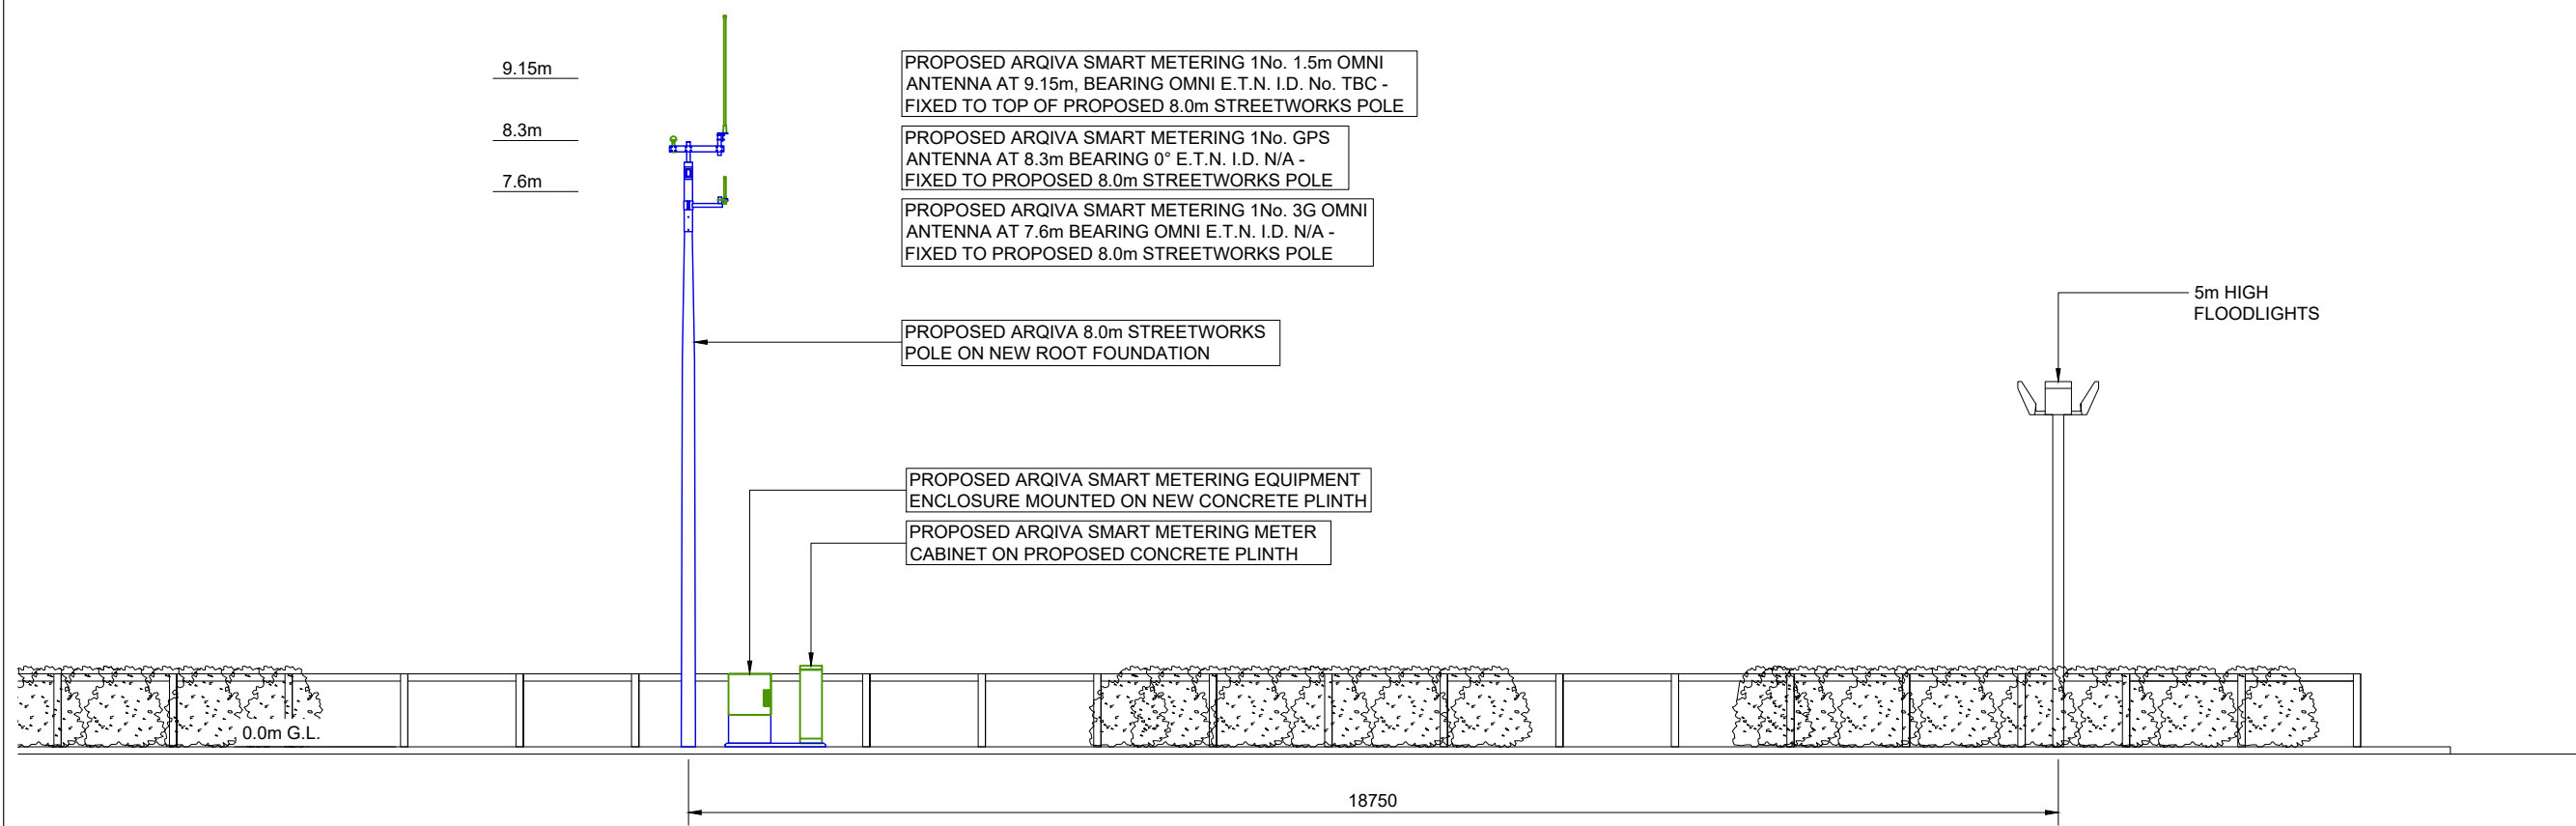 9.15m
8.3m
7.6m
PROPOSED ARQIVA SMART METERING 1No. 1.5m OMNI
ANTENNA AT 9.15m, BEARING OMNI E.T.N. I.D. No. TBC -
FIXED TO TOP OF PROPOSED 8.0m STREETWORKS POLE
PROPOSED ARQIVA SMART METERING 1No. GPS
ANTENNA AT 8.3m BEARING 0° E.T.N. I.D. N/A -
FIXED TO PROPOSED 8.0m STREETWORKS POLE
PROPOSED ARQIVA SMART METERING 1No. 3G OMNI
ANTENNA AT 7.6m BEARING OMNI E.T.N. I.D. N/A -
FIXED TO PROPOSED 8.0m STREETWORKS POLE
5m HIGH
FLOODLIGHTS
PROPOSED ARQIVA 8.0m STREETWORKS
POLE ON NEW ROOT FOUNDATION
PROPOSED ARQIVA SMART METERING EQUIPMENT
ENCLOSURE MOUNTED ON NEW CONCRETE PLINTH
PROPOSED ARQIVA SMART METERING METER
CABINET ON PROPOSED CONCRETE PLINTH
0.0m G.L.
18750